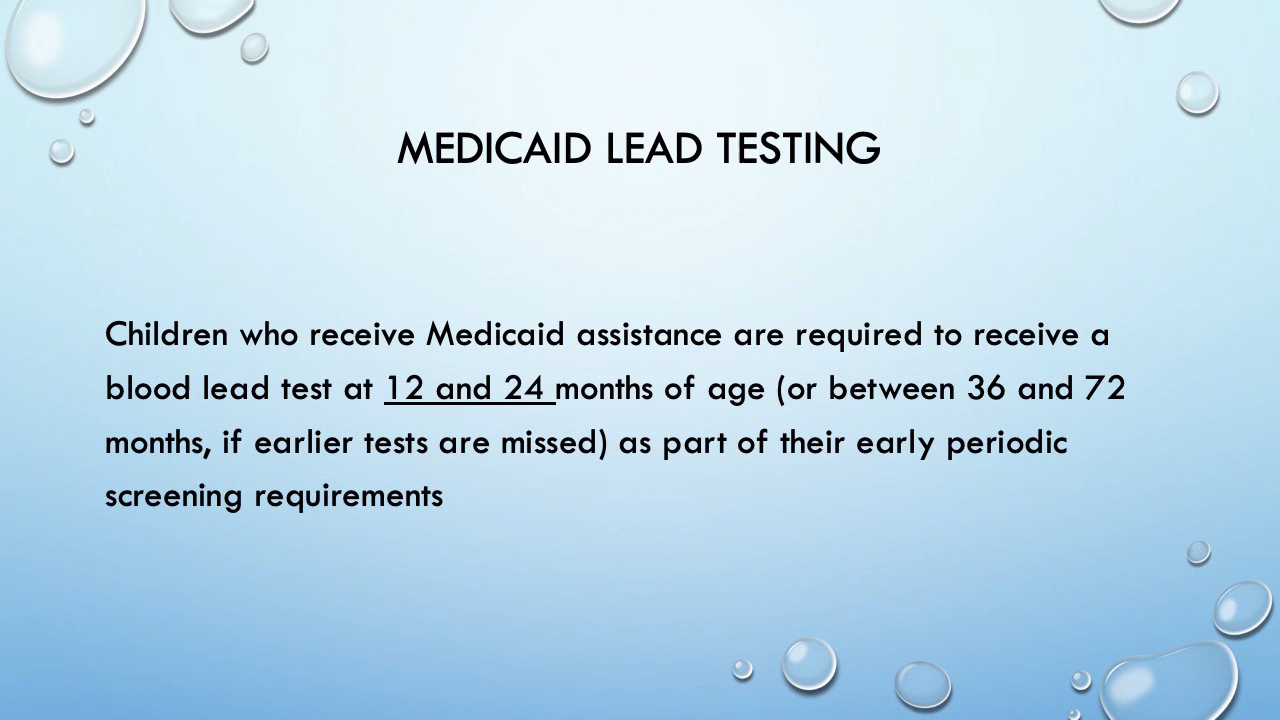 MEDICAID LEAD TESTING
Children who receive Medicaid assistance are required to receive a
blood lead test at 12 and 24 months of age (or between 36 and 72
months, if earlier tests are missed) as part of their early periodic
screening requirements